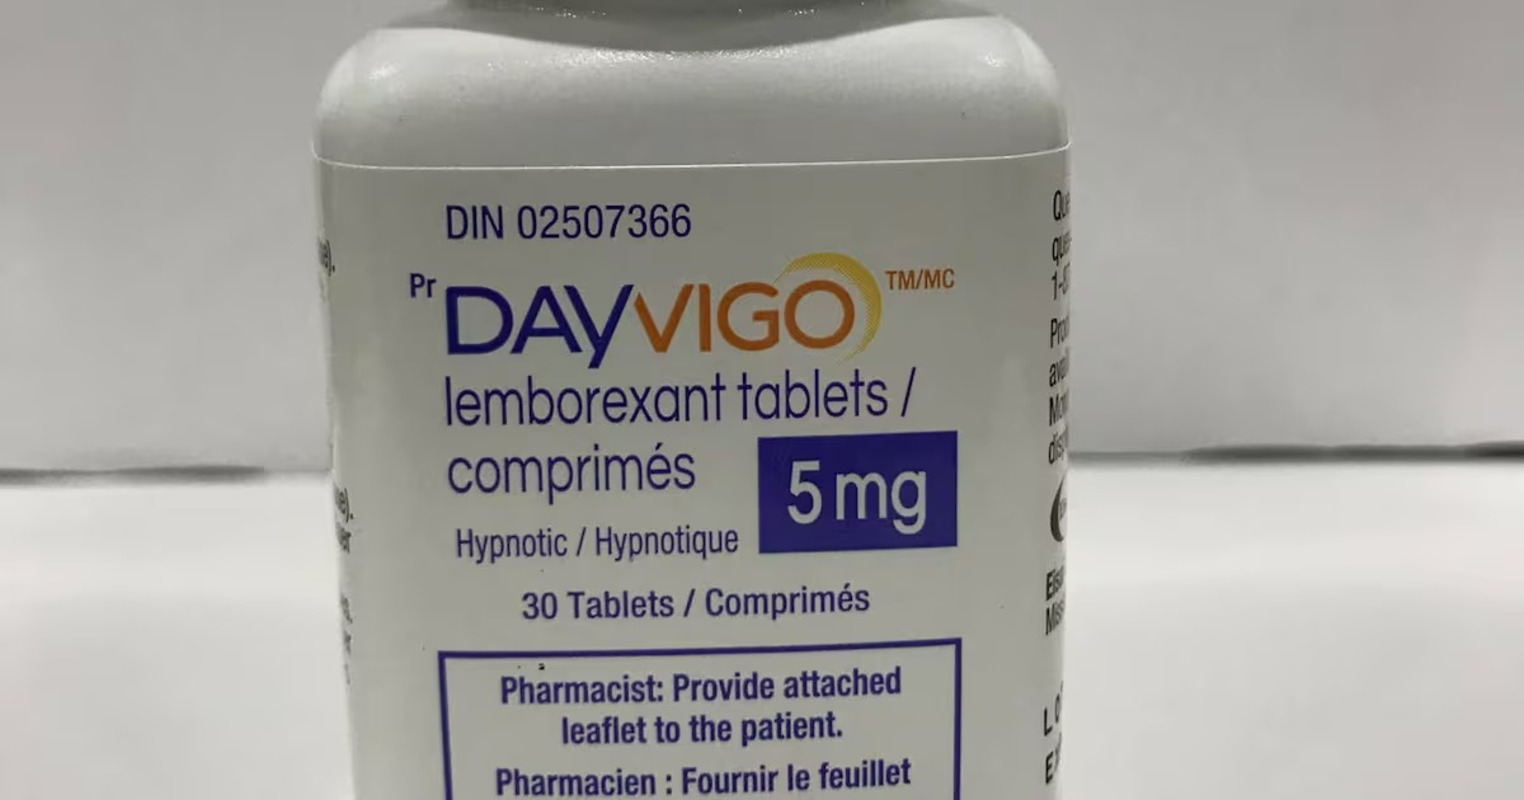 DIN 02507366
Pr DAYVIGO TM/MC
lemborexant tablets /
comprimés
5 mg
Hypnotic / Hypnotique
30 Tablets / Comprimés
Pharmacist: Provide attached
leaflet to the patient.
Pharmacien : Fournir le feuillet